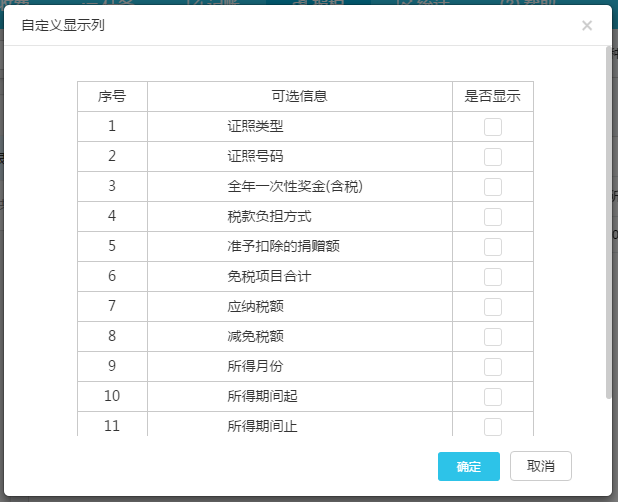 自定义显示列 ×
序号 可选信息 是否显示
1 证照类型
2 证照号码
3 全年一次性奖金(含税)
4 税款负担方式
5 准予扣除的捐赠额
6 免税项目合计
7 应纳税额
8 减免税额
9 所得月份
10 所得期间起
11 所得期间止
确定 取消